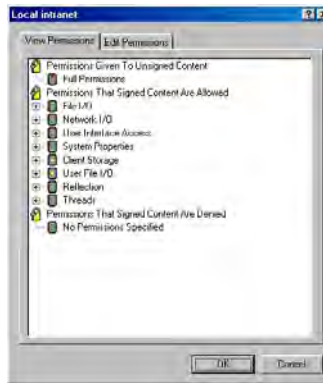 Local intranet
View Permissions
Edit Permissions
Permissions Given To Unsigned Content
Full Permissions
Permissions That Signed Content Are Allowed
File I/O
Network I/O
User Interface Access
System Properties
Client Storage
User File I/O
Reflection
Threads
Permissions That Signed Content Are Denied
No Permissions Specified
OK
Cancel